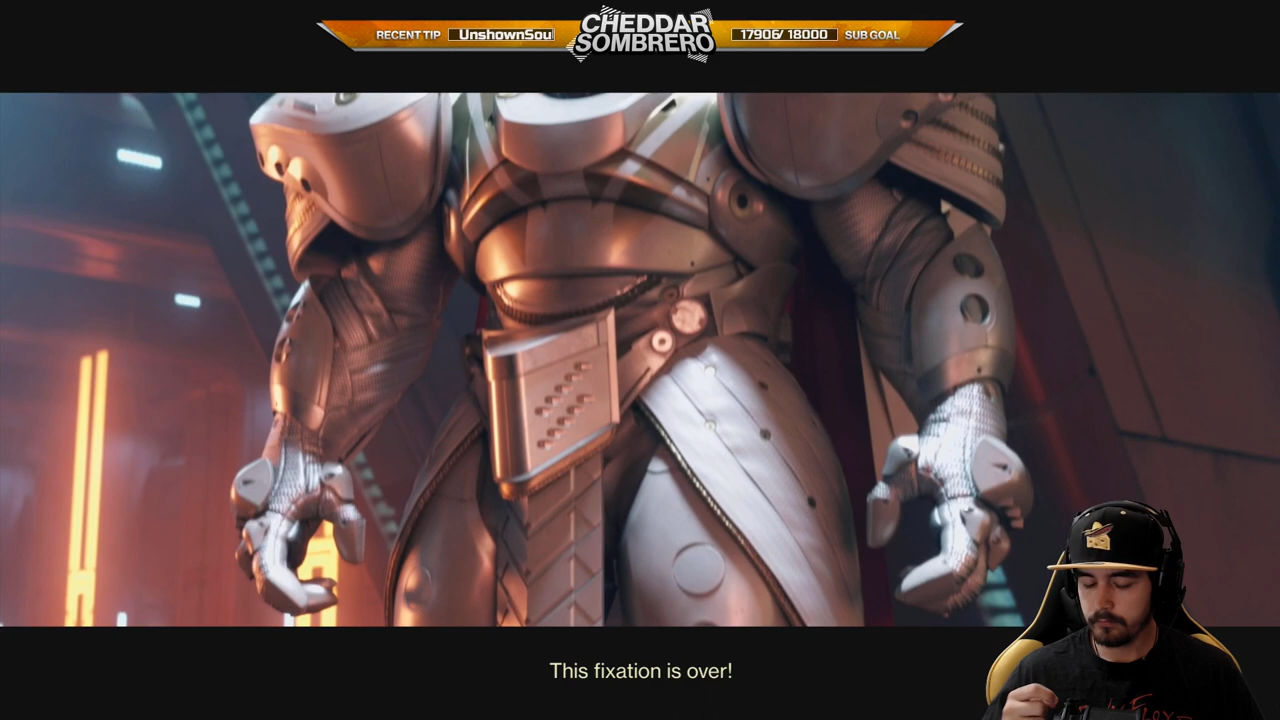 RECENT TIP UnshownSou
CHEDDAR
SOMBRERO
17906/ 18000 SUB GOAL
This fixation is over!